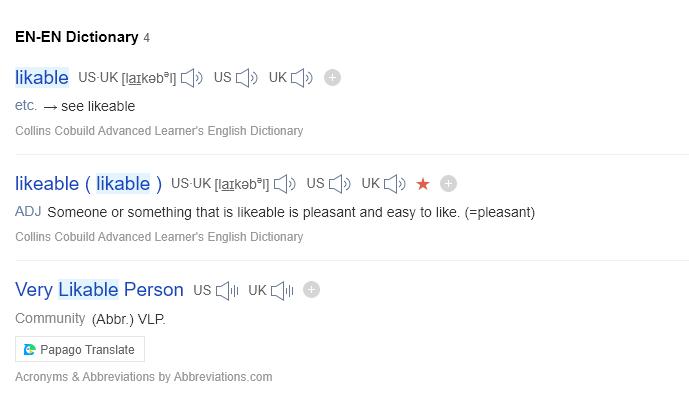 EN-EN Dictionary 4
likable US·UK [laɪkəbᵊl] US UK
etc. → see likeable
Collins Cobuild Advanced Learner's English Dictionary
likeable ( likable ) US·UK [laɪkəbᵊl] US UK
ADJ Someone or something that is likeable is pleasant and easy to like. (=pleasant)
Collins Cobuild Advanced Learner's English Dictionary
Very Likable Person US UK
Community (Abbr.) VLP.
Papago Translate
Acronyms & Abbreviations by Abbreviations.com